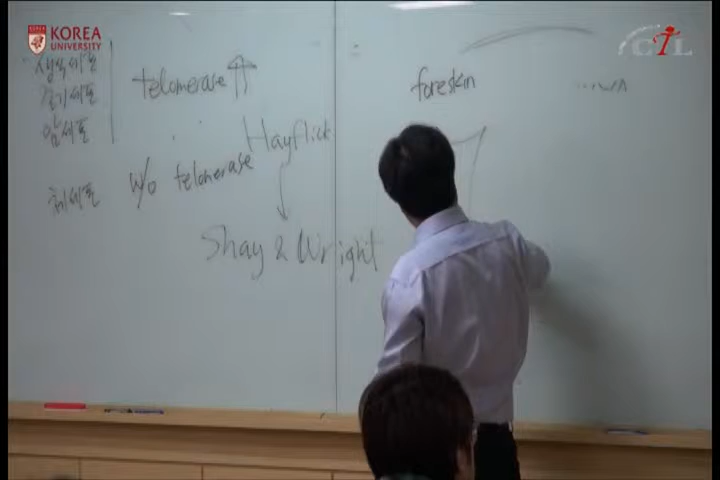 KOREA
UNIVERSITY
CTL
생식세포
줄기세포
암세포
telomerase
체세포
w/o telomerase
Hayflick
Shay & Wright
foreskin